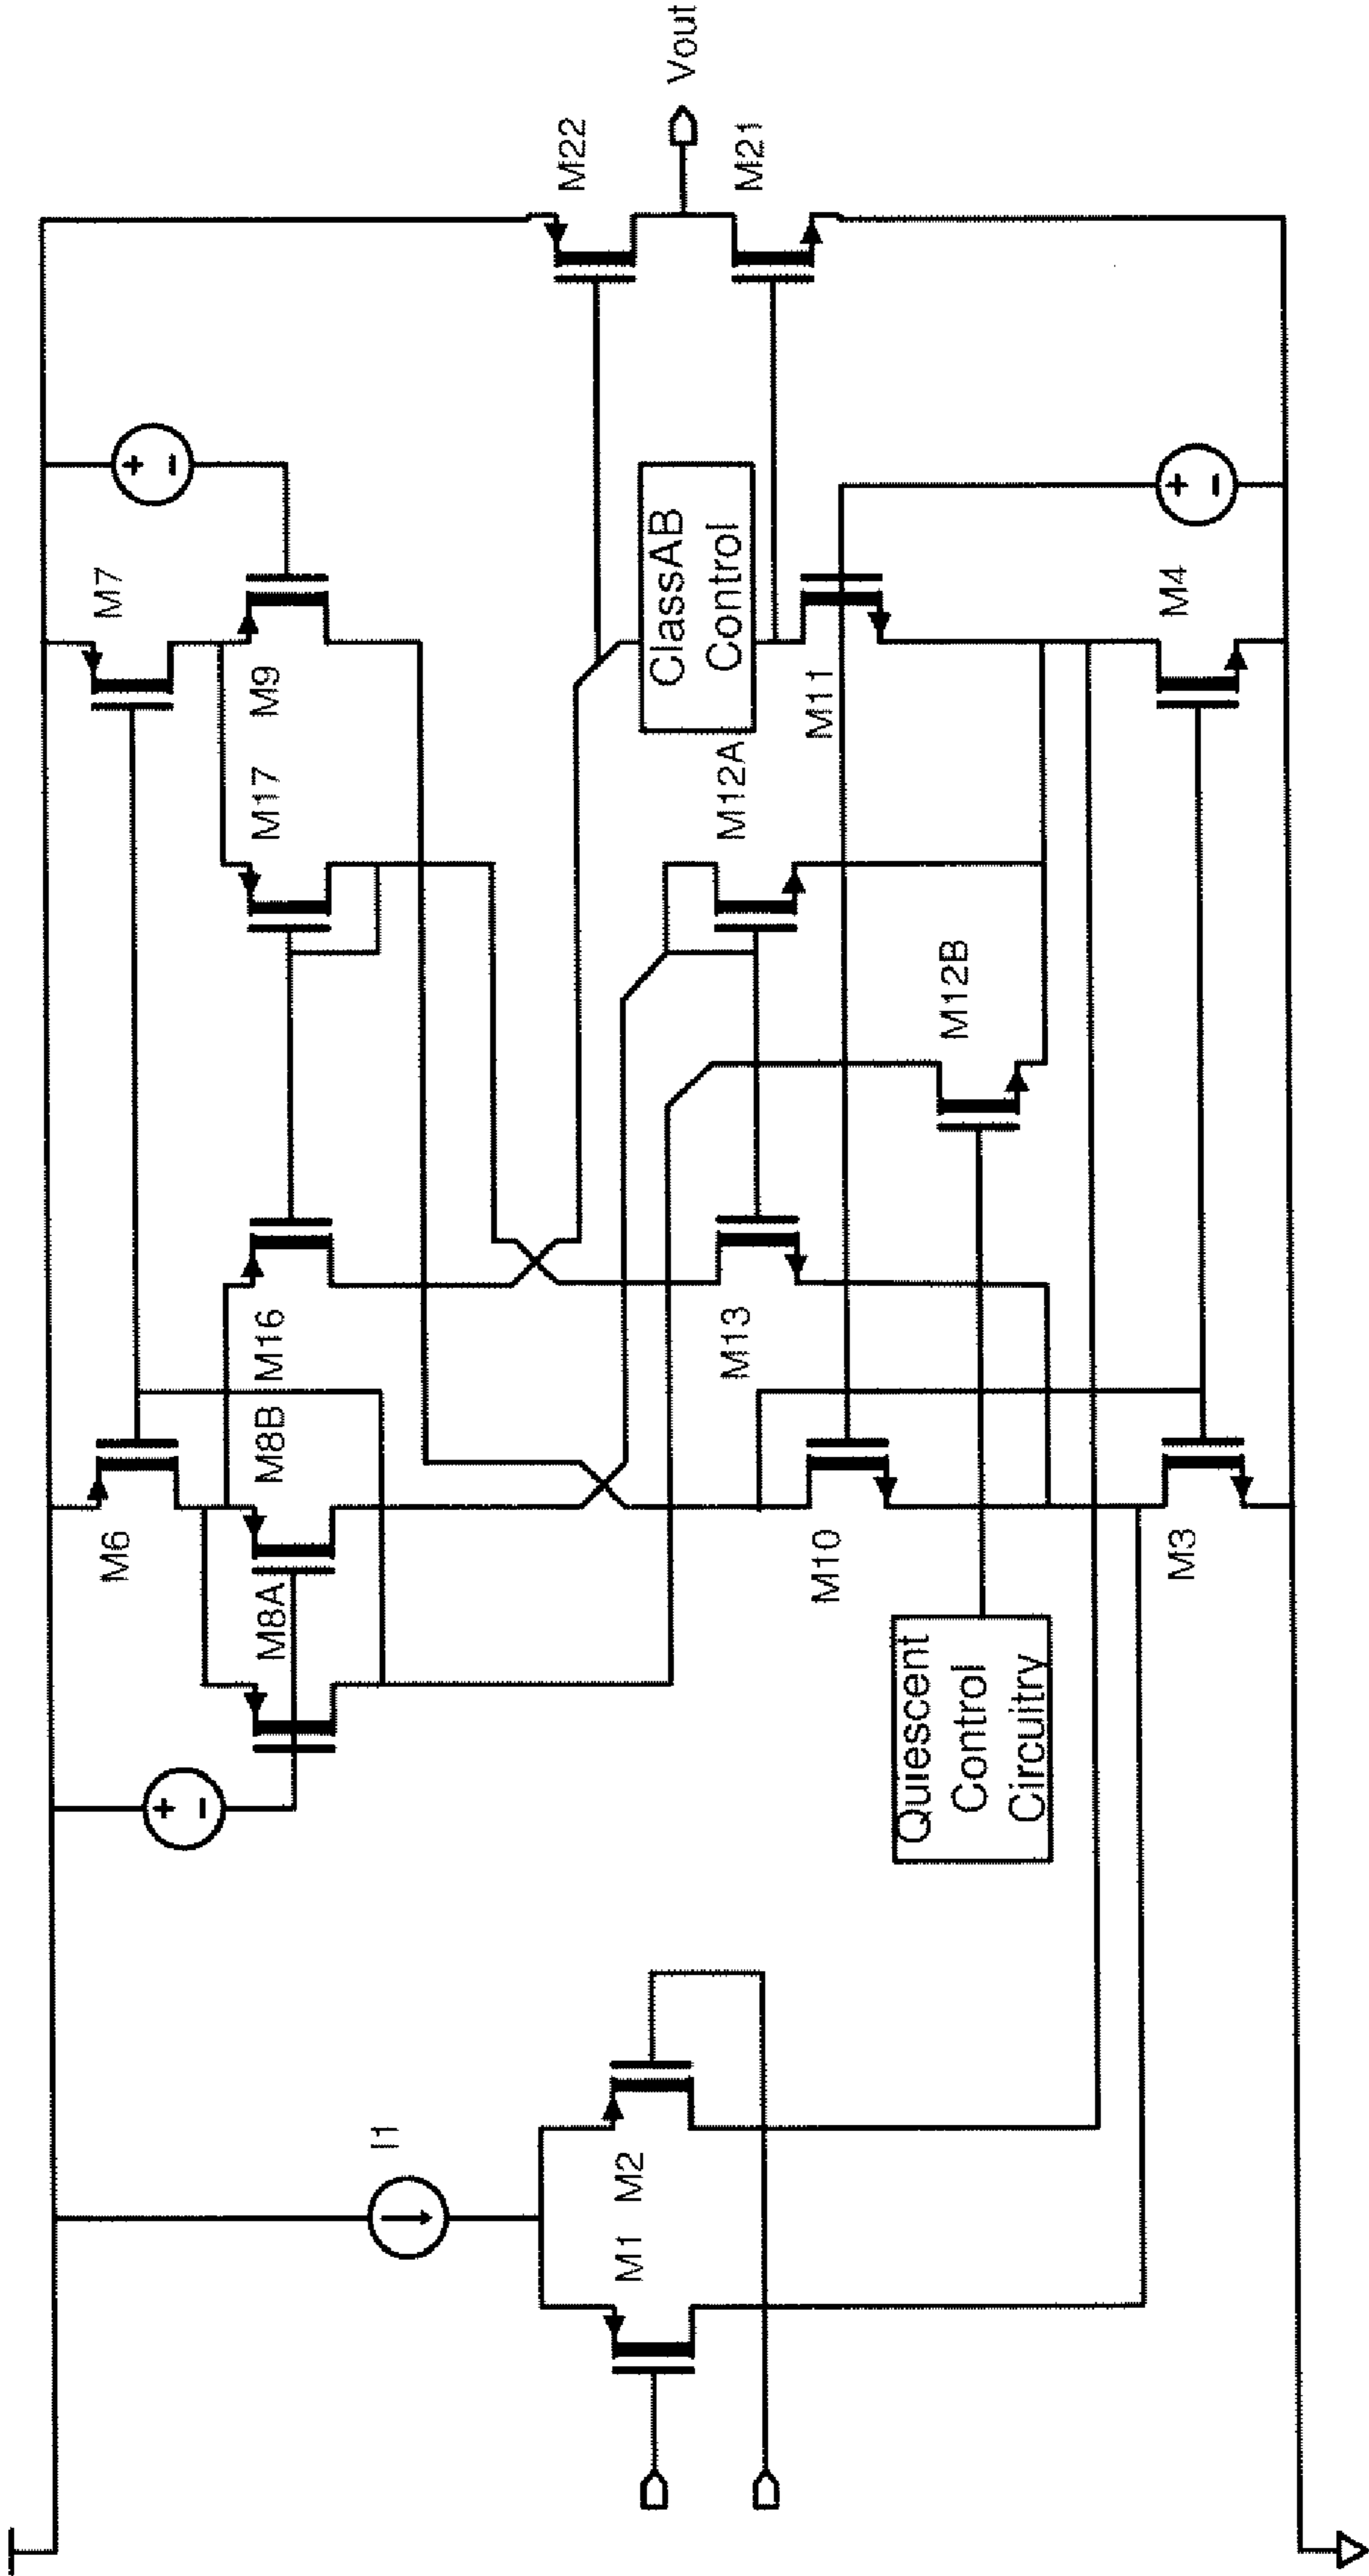 I1
M1
M2
Quiescent
Control
Circuitry
M6
M8A
M8B
M16
M10
M3
M13
M12B
M17
M12A
M7
M9
M11
M4
ClassAB
Control
M22
M21
Vout
+
-
+
-
+
-